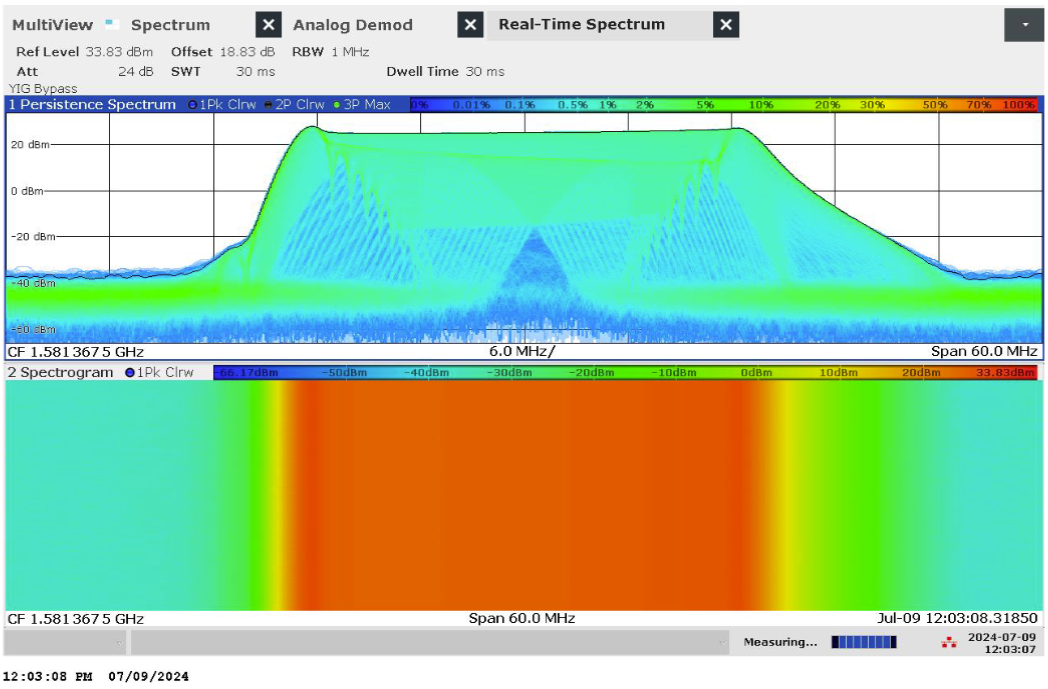 MultiView Spectrum X Analog Demod X Real-Time Spectrum X
Ref Level 33.83 dBm Offset 18.83 dB RBW 1 MHz
Att 24 dB SWT 30 ms Dwell Time 30 ms
YIG Bypass
1 Persistence Spectrum 1Pk Clrw 2P Clrw 3P Max 0% 0.01% 0.1% 0.5% 1% 2% 5% 10% 20% 30% 50% 70% 100%
20 dBm
0 dBm
-20 dBm
-40 dBm
-60 dBm
CF 1.5813675 GHz 6.0 MHz/ Span 60.0 MHz
2 Spectrogram 1Pk Clrw -66.17dBm -50dBm -40dBm -30dBm -20dBm -10dBm 0dBm 10dBm 20dBm 33.83dBm
CF 1.5813675 GHz Span 60.0 MHz Jul-09 12:03:08.31850
Measuring... 2024-07-09
12:03:07
12:03:08 PM 07/09/2024